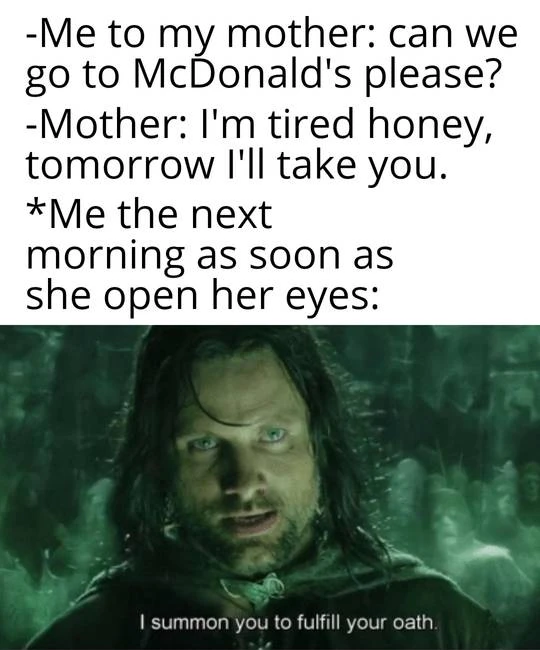 -Me to my mother: can we
go to McDonald's please?
-Mother: I'm tired honey,
tomorrow I'll take you.
*Me the next
morning as soon as
she open her eyes:
I summon you to fulfill your oath.